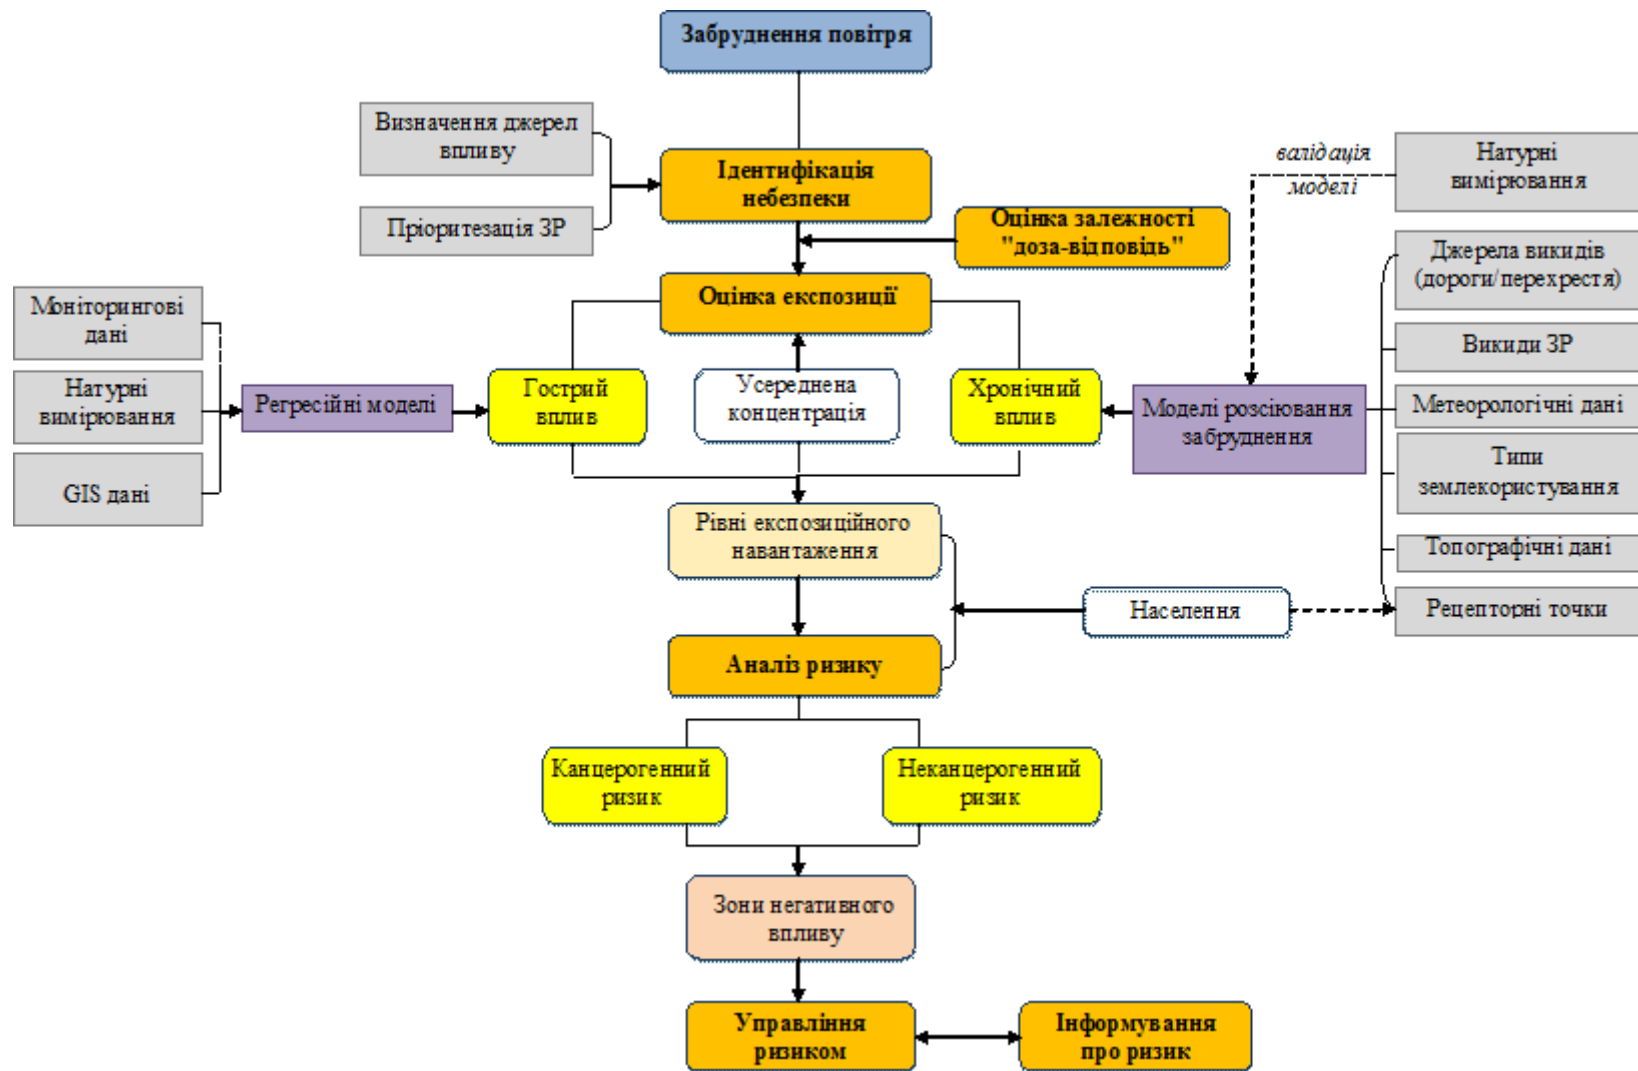 Забруднення повітря
Визначення джерел
впливу
Ідентифікація
небезпеки
валідація
моделі
Натурні
вимірювання
Пріоритезація ЗР
Оцінка залежності
"доза-відповідь"
Джерела викидів
(дороги/перехрестя)
Моніторингові
дані
Оцінка експозиції
Викиди ЗР
Натурні
вимірювання
Регресійні моделі
Гострий
вплив
Усереднена
концентрація
Хронічний
вплив
Моделі розсіювання
забруднення
Метеорологічні дані
GIS дані
Типи
землекористування
Рівні експозиційного
навантаження
Топографічні дані
Населення
Рецепторні точки
Аналіз ризику
Канцерогенний
ризик
Неканцерогенний
ризик
Зони негативного
впливу
Управління
ризиком
Інформування
про ризик